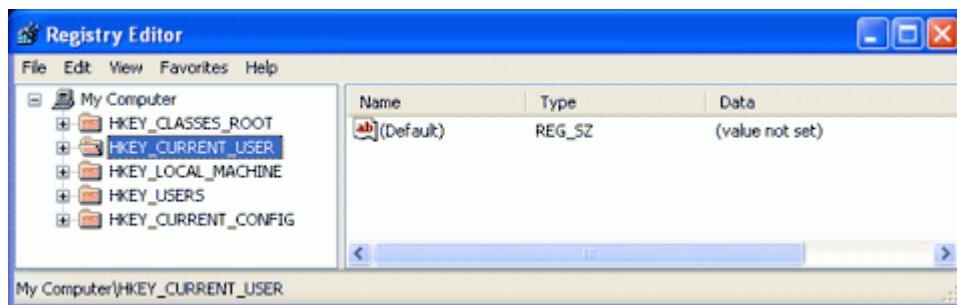 Registry Editor
File Edit View Favorites Help
My Computer
HKEY_CLASSES_ROOT
HKEY_CURRENT_USER
HKEY_LOCAL_MACHINE
HKEY_USERS
HKEY_CURRENT_CONFIG
Name Type Data
ab (Default) REG_SZ (value not set)
My Computer\HKEY_CURRENT_USER